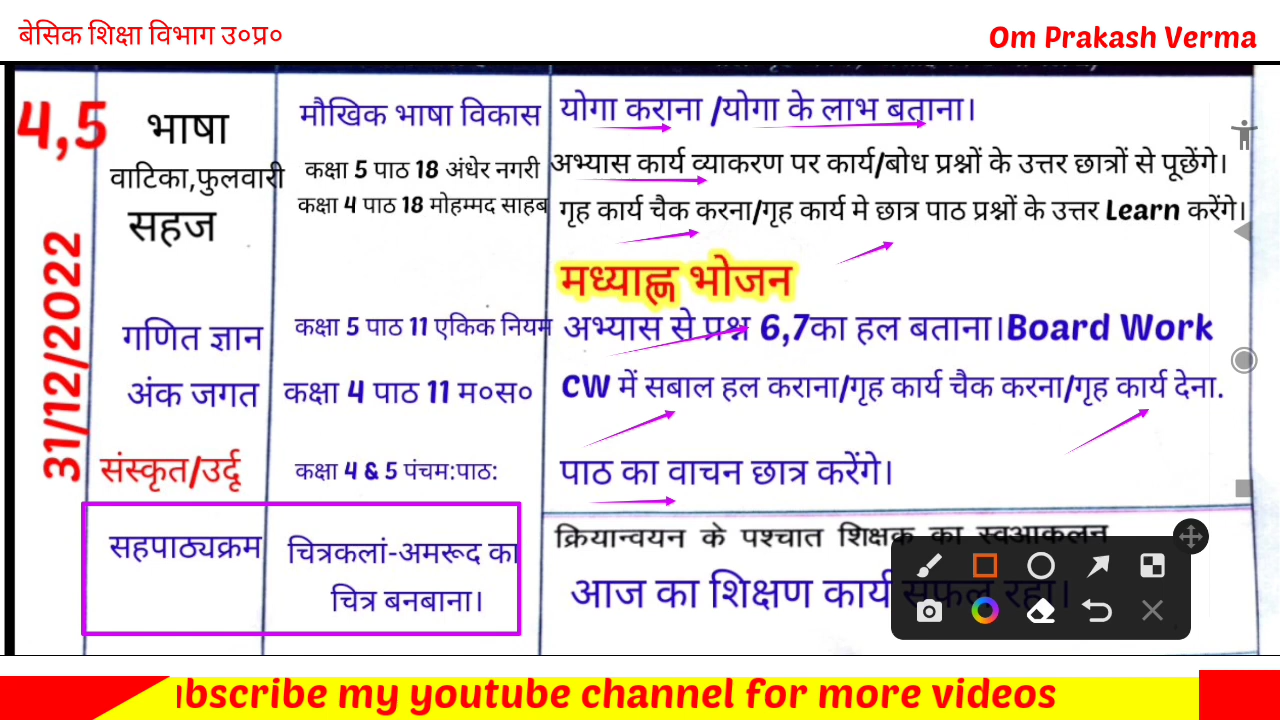 बेसिक शिक्षा विभाग उ०प्र०
Om Prakash Verma
4,5
भाषा
मौखिक भाषा विकास
योगा कराना /योगा के लाभ बताना।
वाटिका,फुलवारी
कक्षा 5 पाठ 18 अंधेर नगरी
अभ्यास कार्य व्याकरण पर कार्य/बोध प्रश्नों के उत्तर छात्रों से पूछेंगे।
सहज
कक्षा 4 पाठ 18 मोहम्मद साहब
गृह कार्य चैक करना/गृह कार्य मे छात्र पाठ प्रश्नों के उत्तर Learn करेंगे।
31/12/2022
मध्याह्ण भोजन
गणित ज्ञान
कक्षा 5 पाठ 11 एकिक नियम
अभ्यास से प्रश्न 6,7का हल बताना।Board Work
अंक जगत
कक्षा 4 पाठ 11 म०स०
CW में सबाल हल कराना/गृह कार्य चैक करना/गृह कार्य देना.
संस्कृत/उर्दू
कक्षा 4 & 5 पंचम:पाठ:
पाठ का वाचन छात्र करेंगे।
सहपाठ्यक्रम
चित्रकलां-अमरूद का
चित्र बनबाना।
क्रियान्वयन के पश्चात शिक्षक का स्वआकलन
आज का शिक्षण कार्य सफल रहा।
ubscribe my youtube channel for more videos